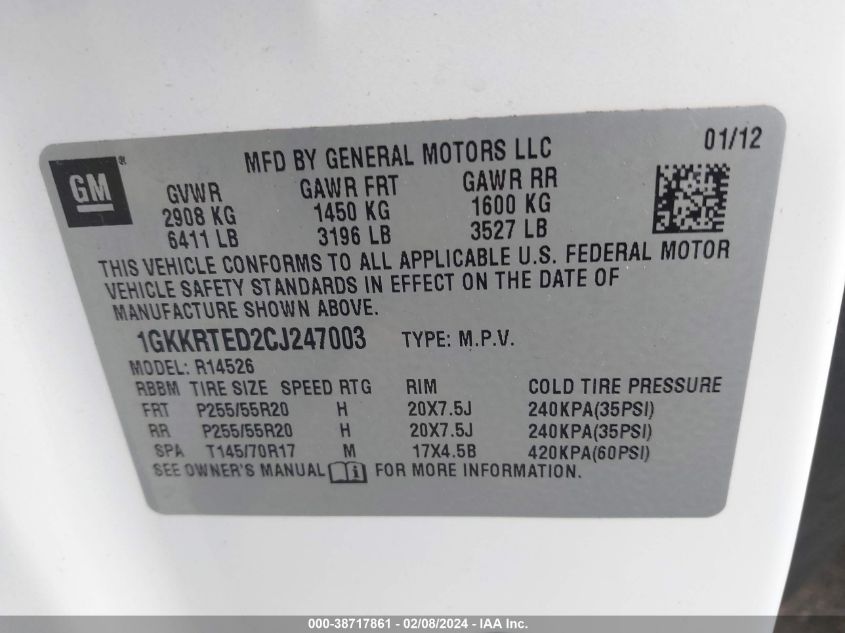 MFD BY GENERAL MOTORS LLC 01/12
GM®
GVWR GAWR FRT GAWR RR
2908 KG 1450 KG 1600 KG
6411 LB 3196 LB 3527 LB
THIS VEHICLE CONFORMS TO ALL APPLICABLE U.S. FEDERAL MOTOR
VEHICLE SAFETY STANDARDS IN EFFECT ON THE DATE OF
MANUFACTURE SHOWN ABOVE.
1GKKRTED2CJ247003 TYPE: M.P.V.
MODEL: R14526
RBBM TIRE SIZE SPEED RTG RIM COLD TIRE PRESSURE
FRT P255/55R20 H 20X7.5J 240KPA(35PSI)
RR P255/55R20 H 20X7.5J 240KPA(35PSI)
SPA T145/70R17 M 17X4.5B 420KPA(60PSI)
SEE OWNER'S MANUAL i FOR MORE INFORMATION.
000-38717861 - 02/08/2024 - IAA Inc.